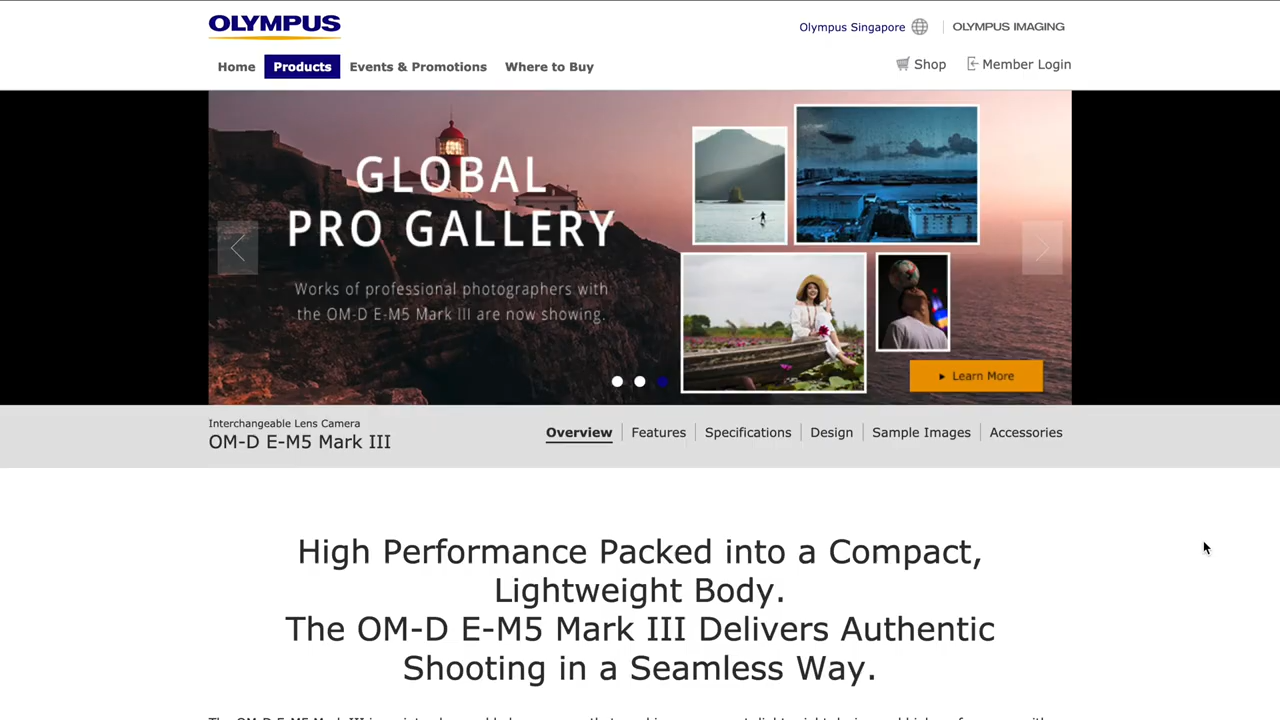 OLYMPUS
Olympus Singapore
OLYMPUS IMAGING
Home Products Events & Promotions Where to Buy
Shop Member Login
GLOBAL
PRO GALLERY
Works of professional photographers with
the OM-D E-M5 Mark III are now showing.
Learn More
Interchangeable Lens Camera
OM-D E-M5 Mark III
Overview Features Specifications Design Sample Images Accessories
High Performance Packed into a Compact,
Lightweight Body.
The OM-D E-M5 Mark III Delivers Authentic
Shooting in a Seamless Way.